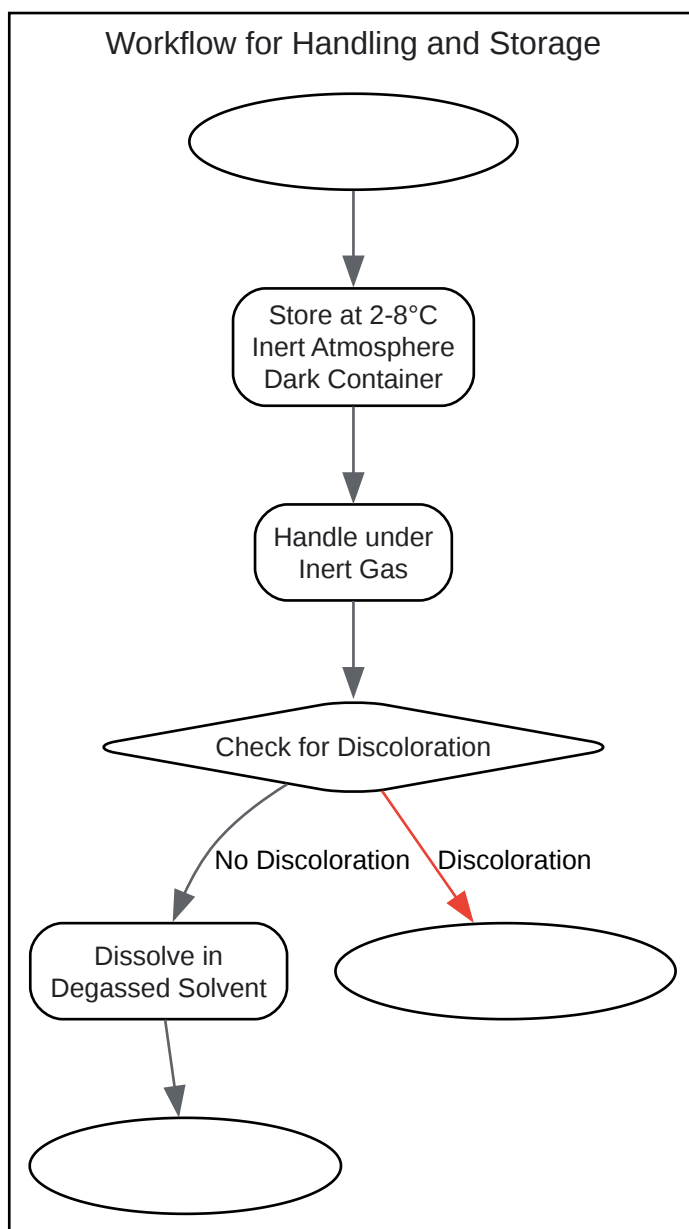 Workflow for Handling and Storage
Store at 2-8°C
Inert Atmosphere
Dark Container
Handle under
Inert Gas
Check for Discoloration
No Discoloration
Discoloration
Dissolve in
Degassed Solvent